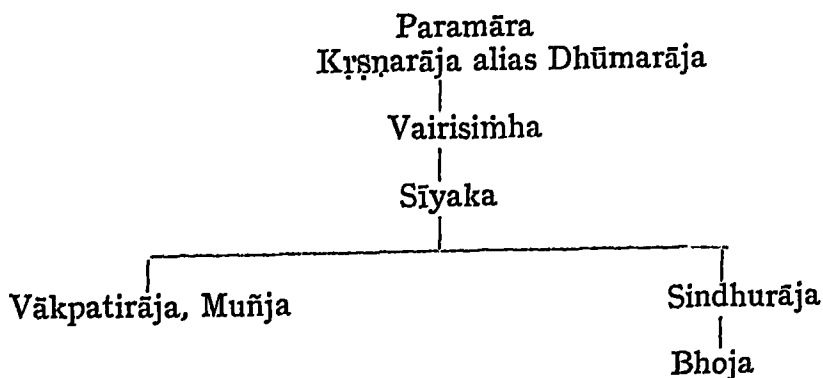 Paramāra
Kṛṣṇarāja alias Dhūmarāja
Vairisiṁha
Sīyaka
Vākpatirāja, Muñja
Sindhurāja
Bhoja